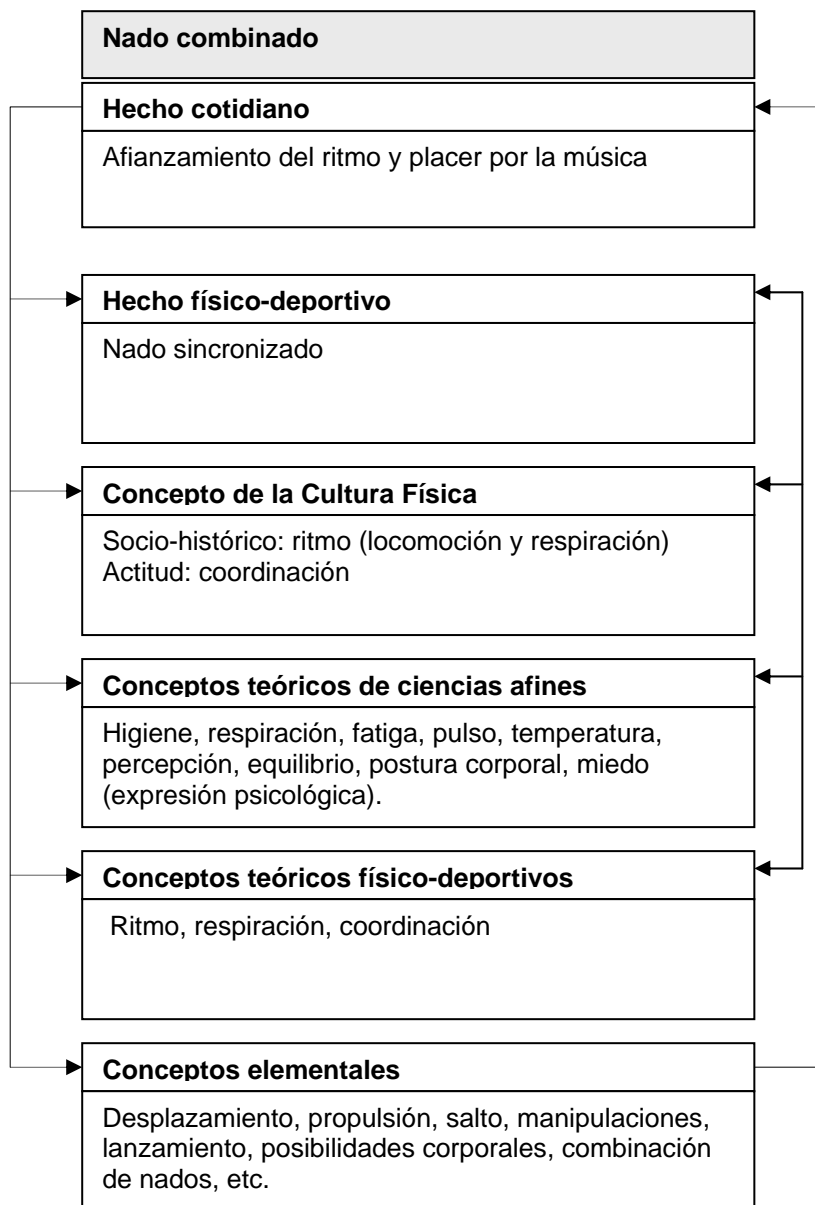 Nado combinado
Hecho cotidiano
Afianzamiento del ritmo y placer por la música
Hecho físico-deportivo
Nado sincronizado
Concepto de la Cultura Física
Socio-histórico: ritmo (locomoción y respiración)
Actitud: coordinación
Conceptos teóricos de ciencias afines
Higiene, respiración, fatiga, pulso, temperatura,
percepción, equilibrio, postura corporal, miedo
(expresión psicológica).
Conceptos teóricos físico-deportivos
Ritmo, respiración, coordinación
Conceptos elementales
Desplazamiento, propulsión, salto, manipulaciones,
lanzamiento, posibilidades corporales, combinación
de nados, etc.